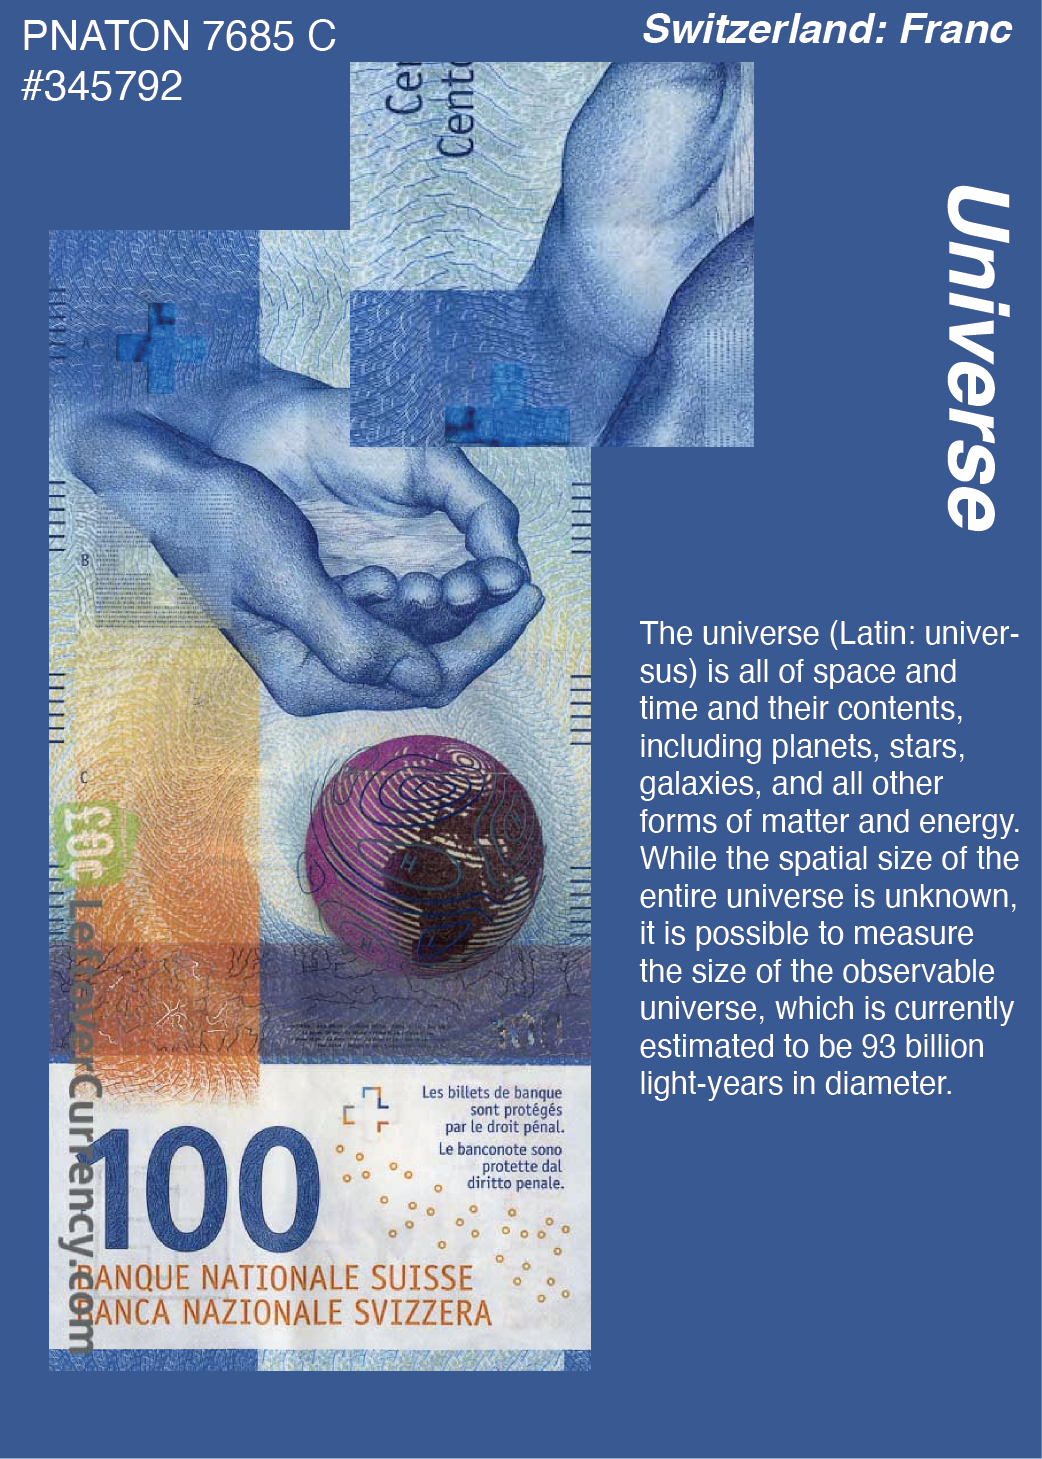 PNATON 7685 C
#345792
Switzerland: Franc
Universe
Cen
Cento
B
C
The universe (Latin: univer-
sus) is all of space and
time and their contents,
including planets, stars,
galaxies, and all other
forms of matter and energy.
While the spatial size of the
entire universe is unknown,
it is possible to measure
the size of the observable
universe, which is currently
estimated to be 93 billion
light-years in diameter.
H
H
L
LeftoverCurrency.com
Les billets de banque
sont protégés
par le droit pénal.
Le banconote sono
protette dal
diritto penale.
100
BANQUE NATIONALE SUISSE
BANCA NAZIONALE SVIZZERA